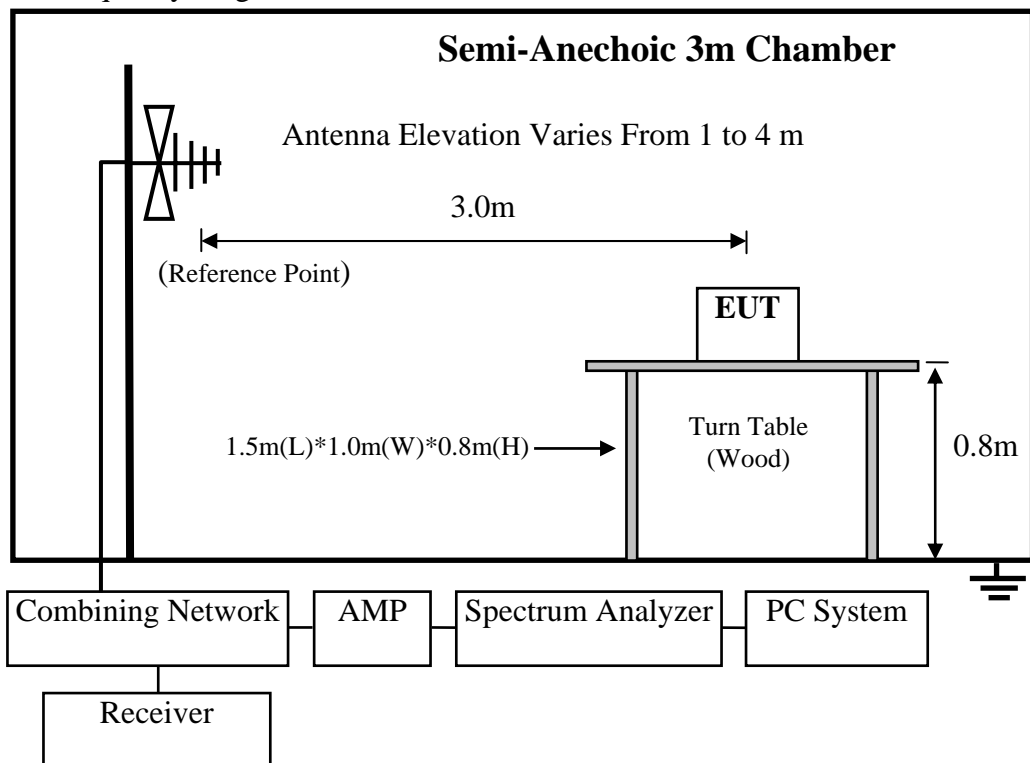 Semi-Anechoic 3m Chamber
Antenna Elevation Varies From 1 to 4 m
3.0m
(Reference Point)
EUT
1.5m(L)*1.0m(W)*0.8m(H)
Turn Table
(Wood)
0.8m
Combining Network
AMP
Spectrum Analyzer
PC System
Receiver